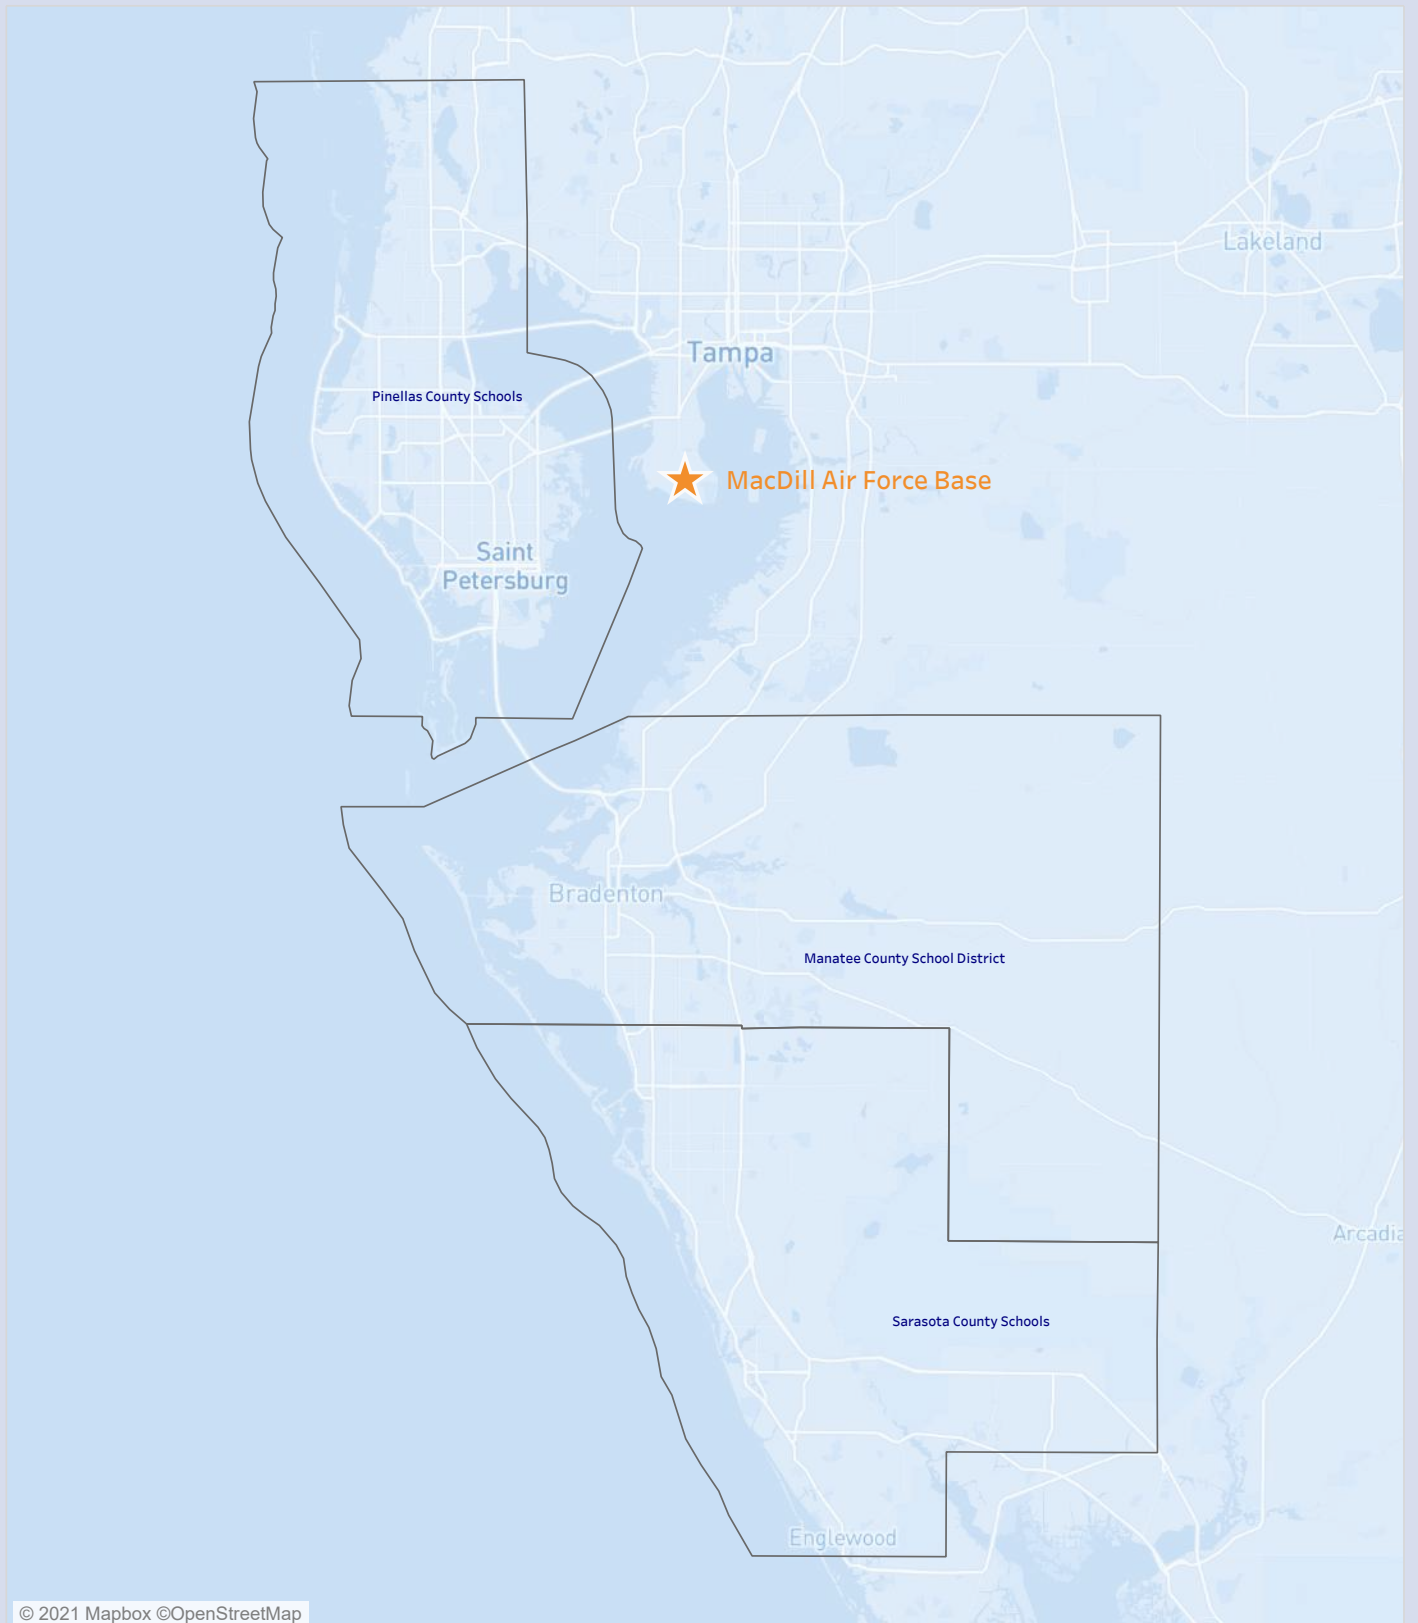 Lakeland
Tampa
Pinellas County Schools
MacDill Air Force Base
Saint
Petersburg
Bradenton
Manatee County School District
Arcadia
Sarasota County Schools
Englewood
© 2021 Mapbox ©OpenStreetMap